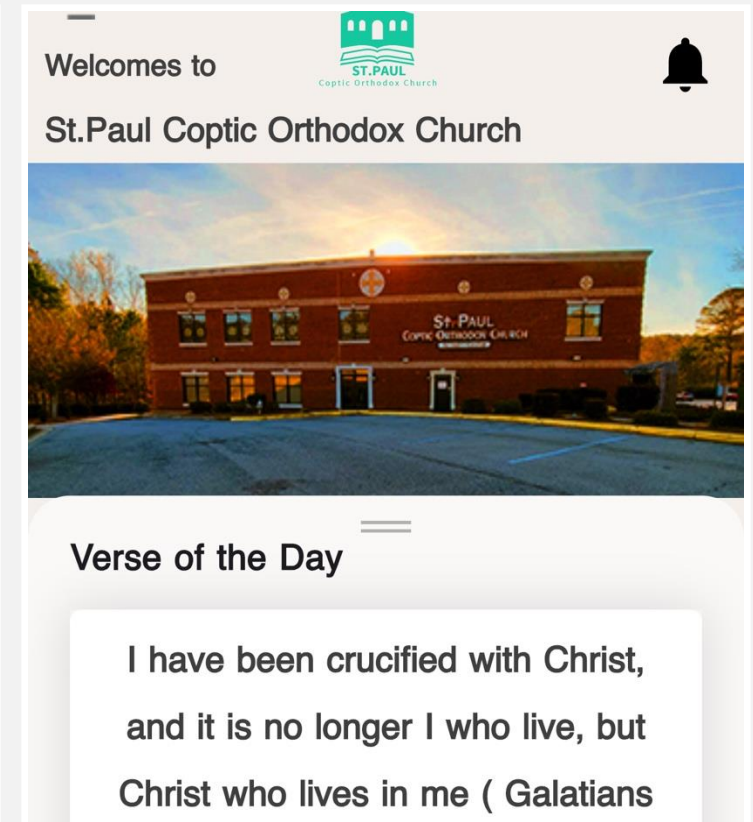 Welcomes to
ST.PAUL
Coptic Orthodox Church
St.Paul Coptic Orthodox Church
ST. PAUL
COPTIC ORTHODOX CHURCH
Verse of the Day
I have been crucified with Christ,
and it is no longer I who live, but
Christ who lives in me ( Galatians